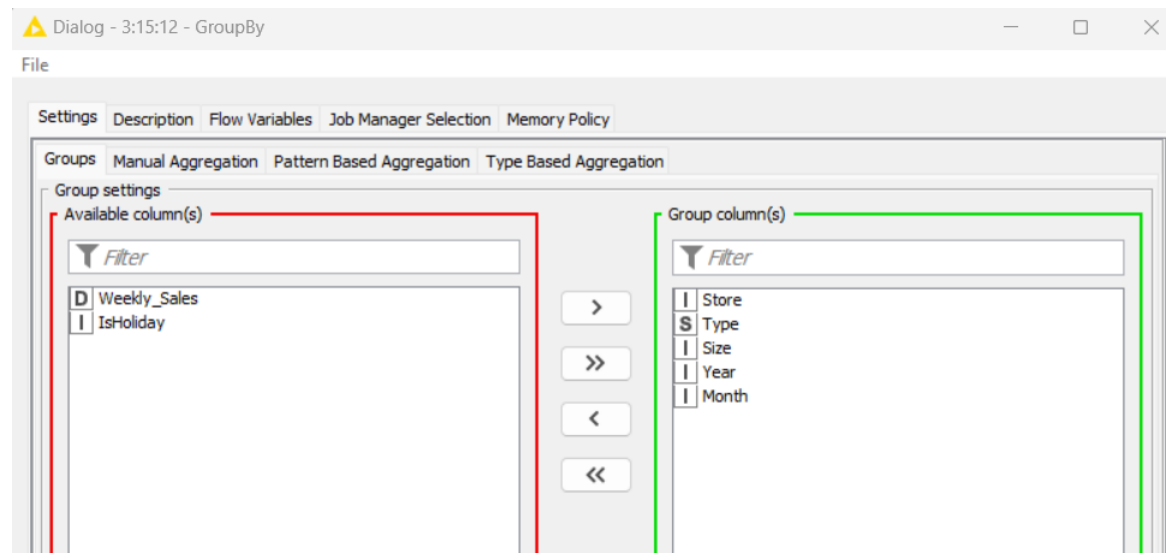 Dialog - 3:15:12 - GroupBy
File
Settings Description Flow Variables Job Manager Selection Memory Policy
Groups Manual Aggregation Pattern Based Aggregation Type Based Aggregation
Group settings
Available column(s)
Filter
D Weekly_Sales
I IsHoliday
>
>>
<
<<
Group column(s)
Filter
I Store
S Type
I Size
I Year
I Month